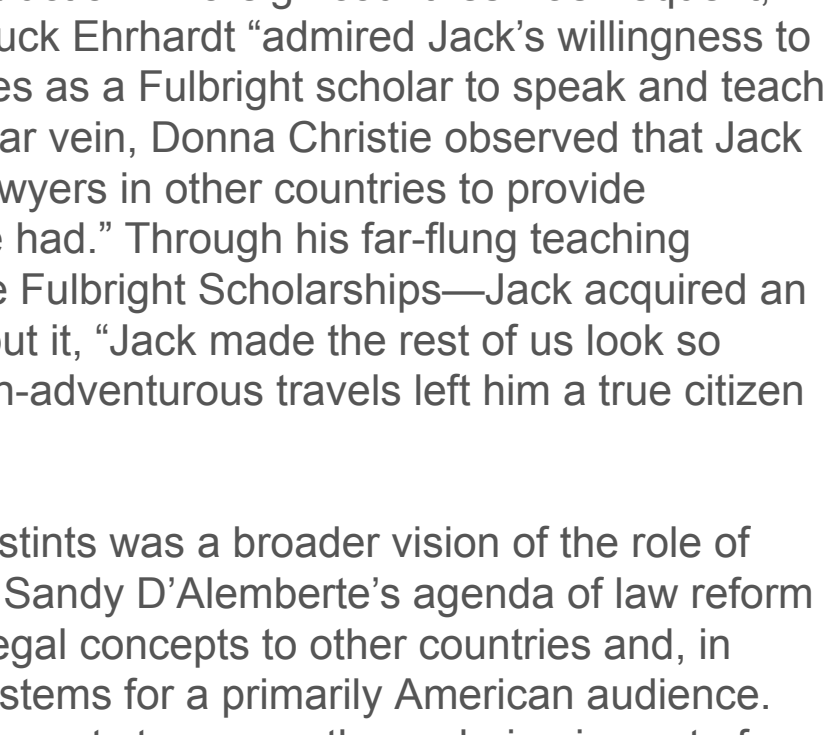 uck Ehrhardt “admired Jack’s willingness to
es as a Fulbright scholar to speak and teach
ar vein, Donna Christie observed that Jack
wyers in other countries to provide
e had.” Through his far-flung teaching
e Fulbright Scholarships—Jack acquired an
out it, “Jack made the rest of us look so
n-adventurous travels left him a true citizen
stints was a broader vision of the role of
Sandy D’Alemberte’s agenda of law reform
egal concepts to other countries and, in
stems for a primarily American audience.